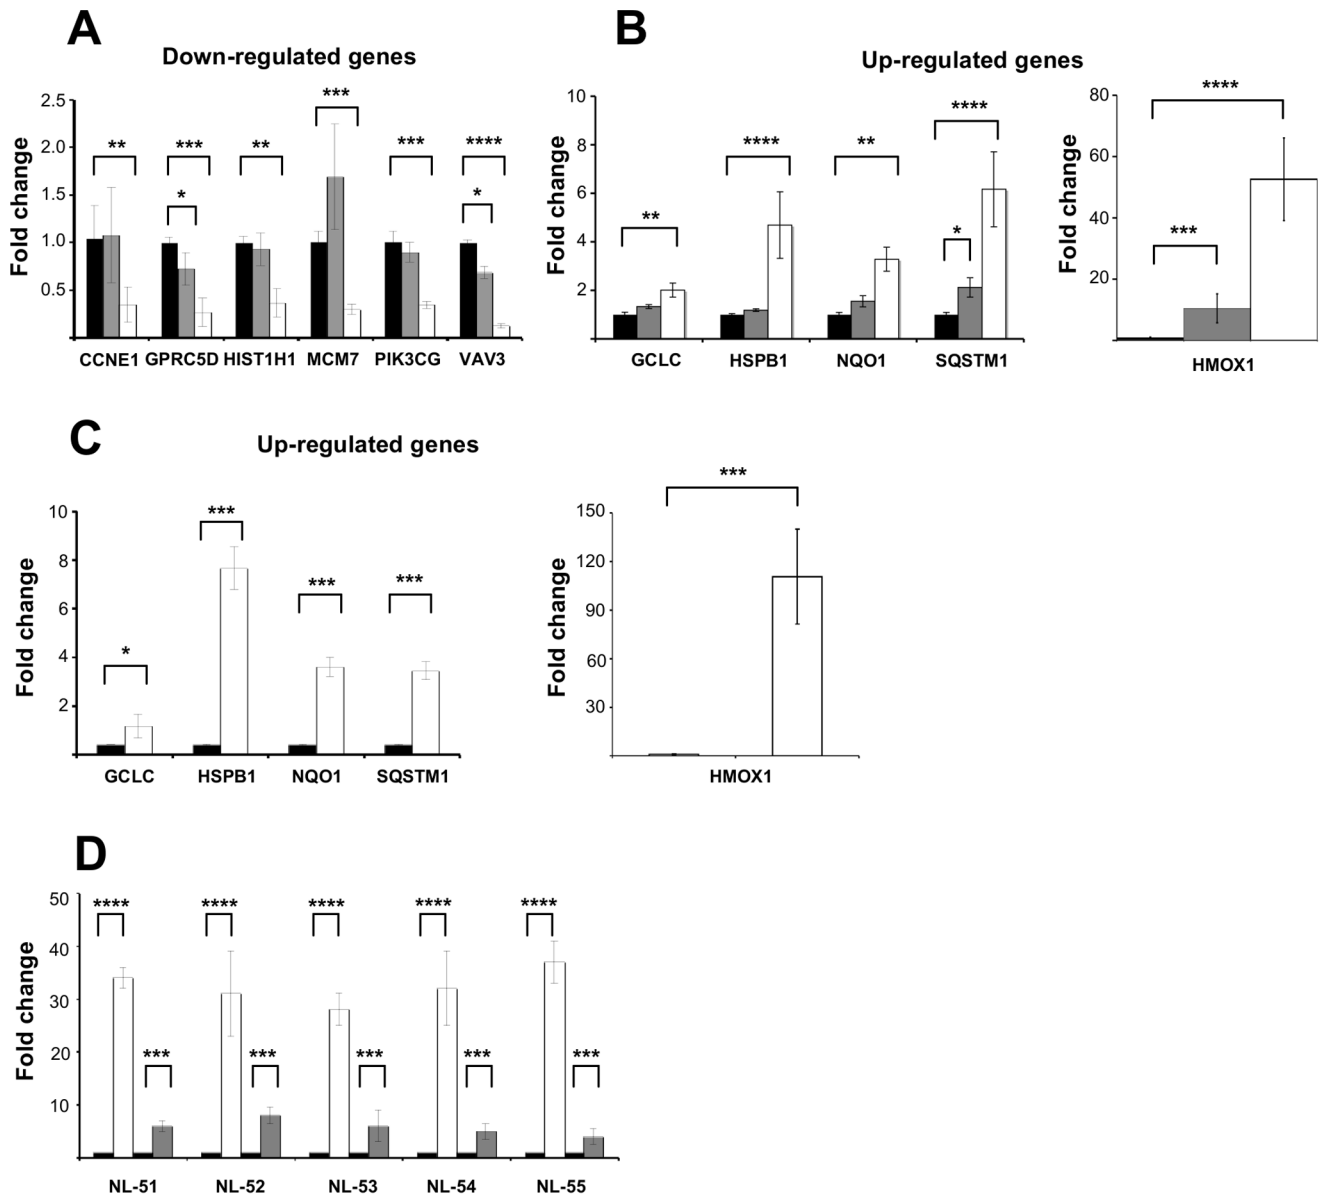 A
Down-regulated genes
Fold change
2.5
2.0
1.5
1.0
0.5
**
***
*
**
***
***
****
*
CCNE1 GPRC5D HIST1H1 MCM7 PIK3CG VAV3
B
Up-regulated genes
Fold change
10
8
6
4
2
**
****
**
****
*
GCLC HSPB1 NQO1 SQSTM1
Fold change
80
60
40
20
****
***
HMOX1
C
Up-regulated genes
Fold change
10
8
6
4
2
*
***
***
***
GCLC HSPB1 NQO1 SQSTM1
Fold change
150
120
90
60
30
***
HMOX1
D
Fold change
50
40
30
20
10
**** **** **** **** ****
*** *** *** *** ***
NL-51 NL-52 NL-53 NL-54 NL-55